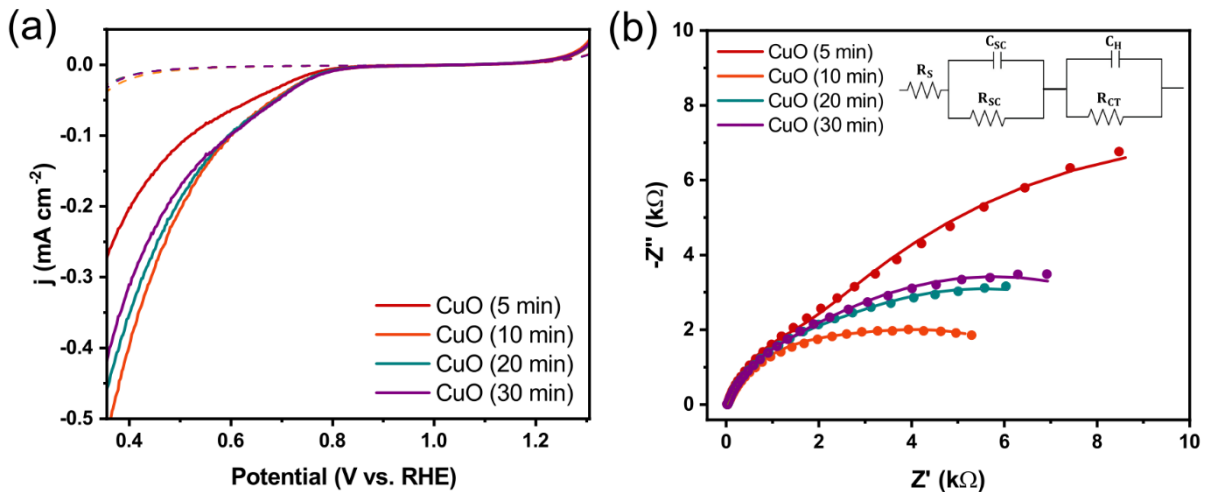 (a)
0.0
-0.1
-0.2
-0.3
-0.4
-0.5
j (mA cm⁻²)
0.4 0.6 0.8 1.0 1.2
Potential (V vs. RHE)
CuO (5 min)
CuO (10 min)
CuO (20 min)
CuO (30 min)
(b)
10
8
6
4
2
0
-Z'' (kΩ)
0 2 4 6 8 10
Z' (kΩ)
CuO (5 min)
CuO (10 min)
CuO (20 min)
CuO (30 min)
C_SC C_H
R_S
R_SC R_CT